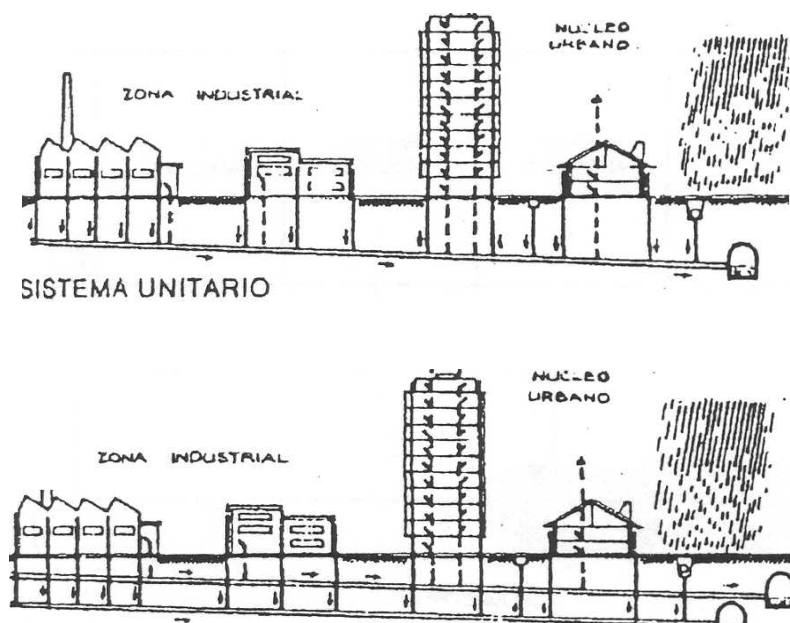 NUCLEO
URBANO
ZONA INDUSTRIAL
SISTEMA UNITARIO
NUCLEO
URBANO
ZONA INDUSTRIAL